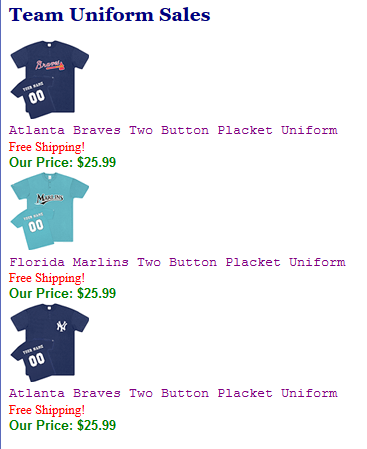 Team Uniform Sales
Braves
YOUR NAME
00
Atlanta Braves Two Button Placket Uniform
Free Shipping!
Our Price: $25.99
MARLINS
YOUR NAME
00
Florida Marlins Two Button Placket Uniform
Free Shipping!
Our Price: $25.99
NY
YOUR NAME
00
Atlanta Braves Two Button Placket Uniform
Free Shipping!
Our Price: $25.99